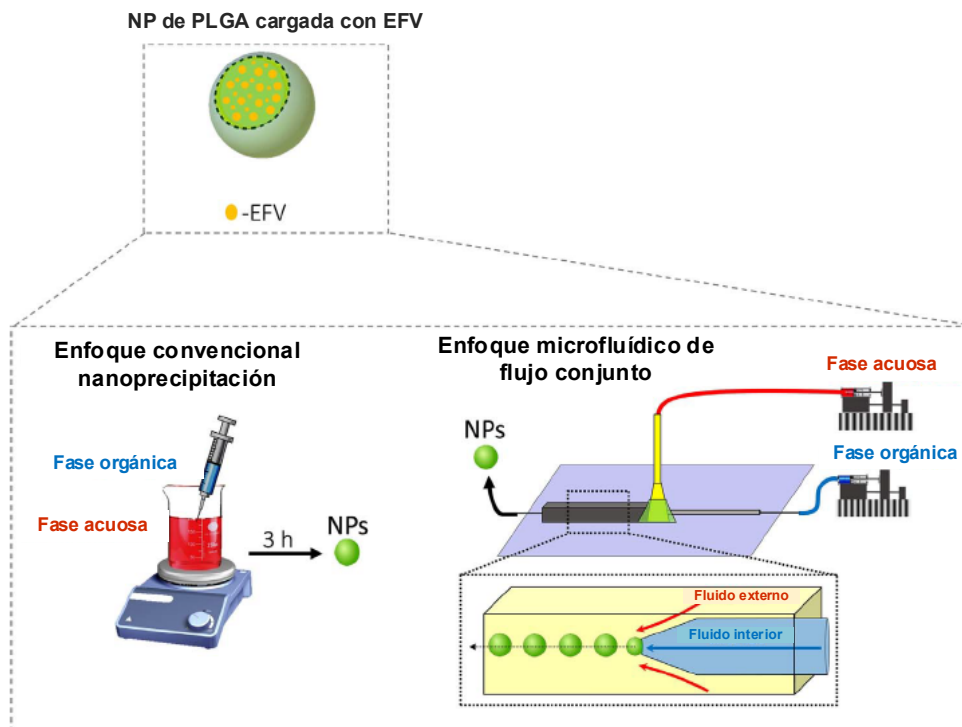 NP de PLGA cargada con EFV
-EFV
Enfoque convencional
nanoprecipitación
Fase orgánica
Fase acuosa
3 h
NPs
Enfoque microfluídico de
flujo conjunto
Fase acuosa
Fase orgánica
NPs
Fluido externo
Fluido interior